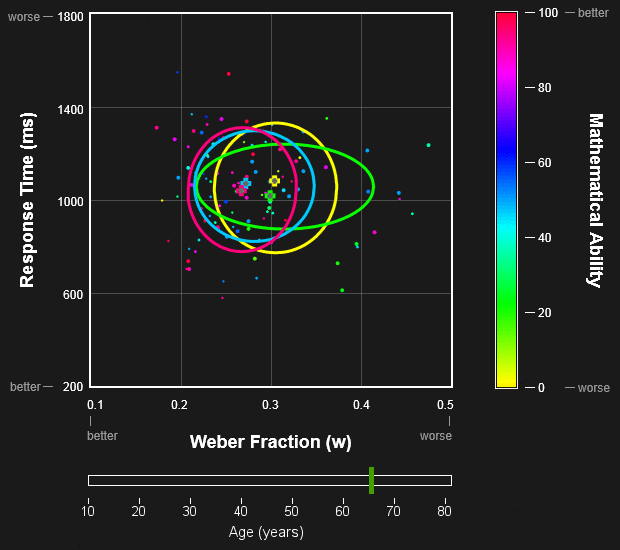 worse
1800
1400
1000
600
better
200
Response Time (ms)
0.1
0.2
0.3
0.4
0.5
better
worse
Weber Fraction (w)
10
20
30
40
50
60
70
80
Age (years)
100
better
80
60
40
20
0
worse
Mathematical Ability